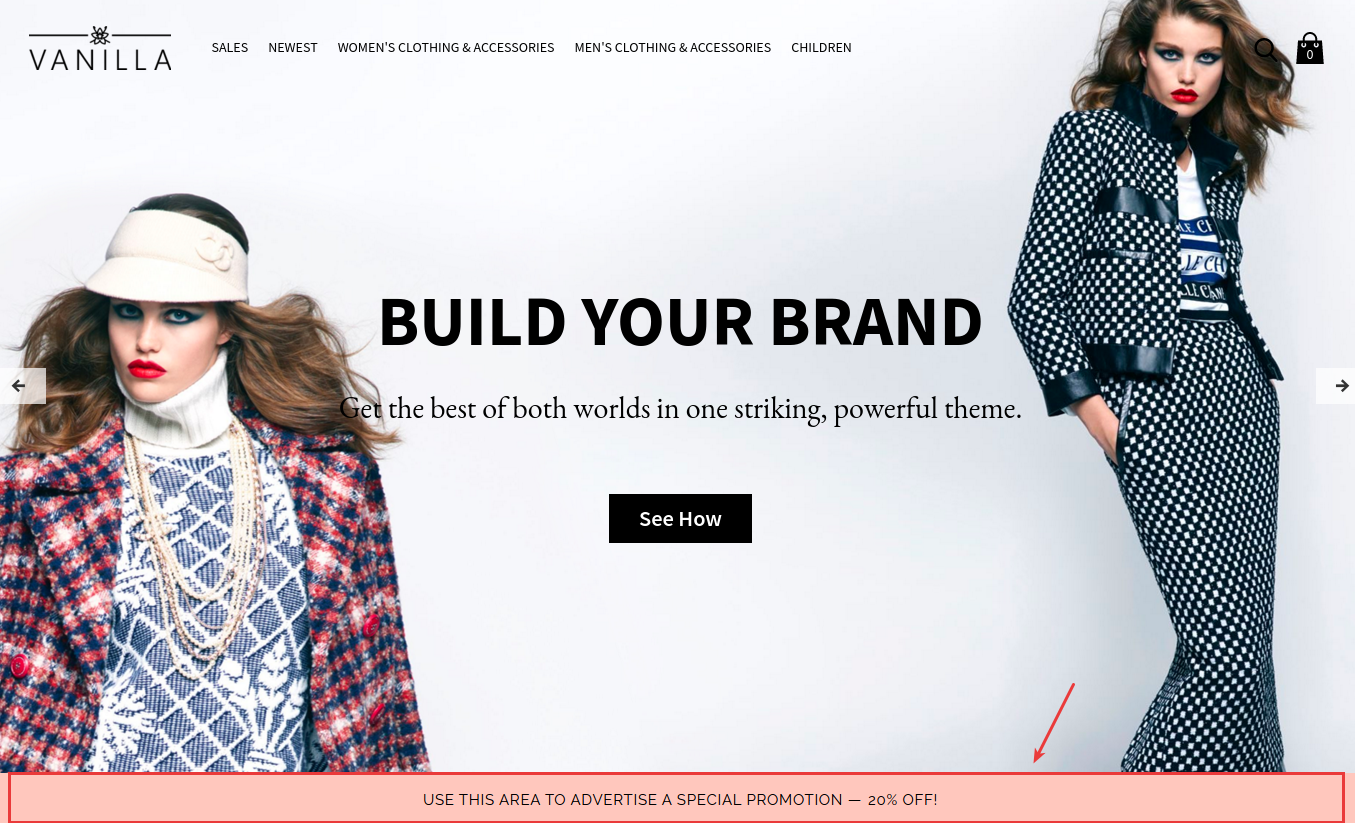 VANILLA
SALES NEWEST WOMEN'S CLOTHING & ACCESSORIES MEN'S CLOTHING & ACCESSORIES CHILDREN
0
BUILD YOUR BRAND
Get the best of both worlds in one striking, powerful theme.
See How
USE THIS AREA TO ADVERTISE A SPECIAL PROMOTION — 20% OFF!